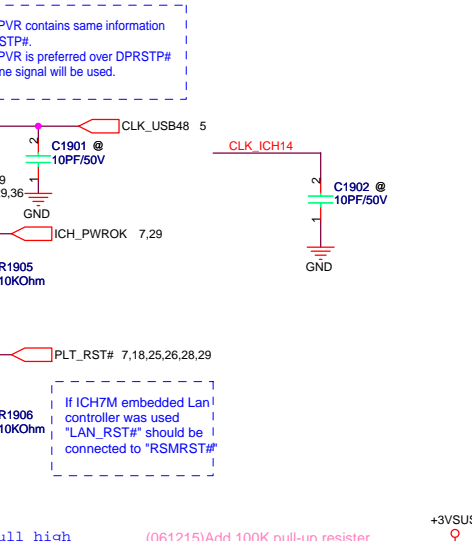 PVR contains same information
STP#.
PVR is preferred over DPRSTP#
ne signal will be used.
CLK_USB48 5
2
C1901 @
10PF/50V
1
9
9,36
GND
CLK_ICH14
2
C1902 @
10PF/50V
1
GND
ICH_PWROK 7,29
R1905
10KOhm
PLT_RST# 7,18,25,26,28,29
R1906
10KOhm
If ICH7M embedded Lan
controller was used
"LAN_RST#" should be
connected to "RSMRST#"
+3VSUS
ull high
(061215)Add 100K pull-up resister